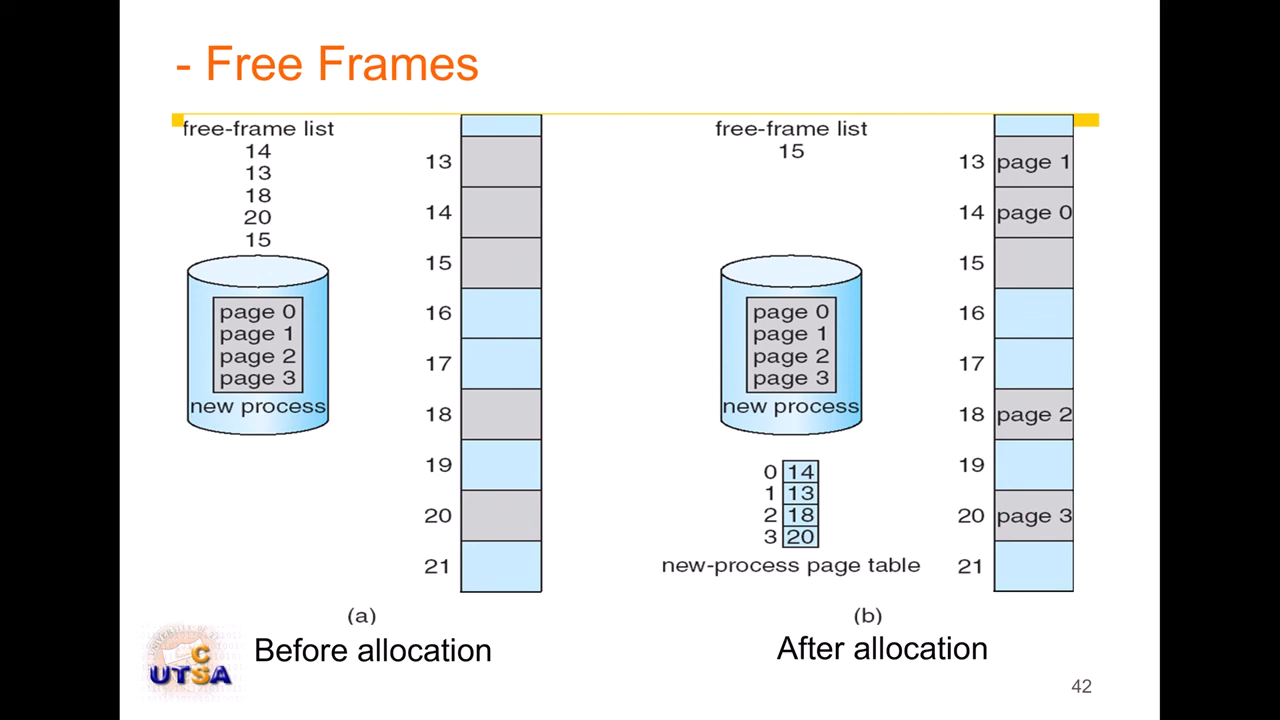 - Free Frames
free-frame list
14
13
18
20
15
page 0
page 1
page 2
page 3
new process
13
14
15
16
17
18
19
20
21
(a)
Before allocation
free-frame list
15
page 0
page 1
page 2
page 3
new process
0 14
1 13
2 18
3 20
new-process page table
13 page 1
14 page 0
15
16
17
18 page 2
19
20 page 3
21
(b)
After allocation
UTSA
CS
42